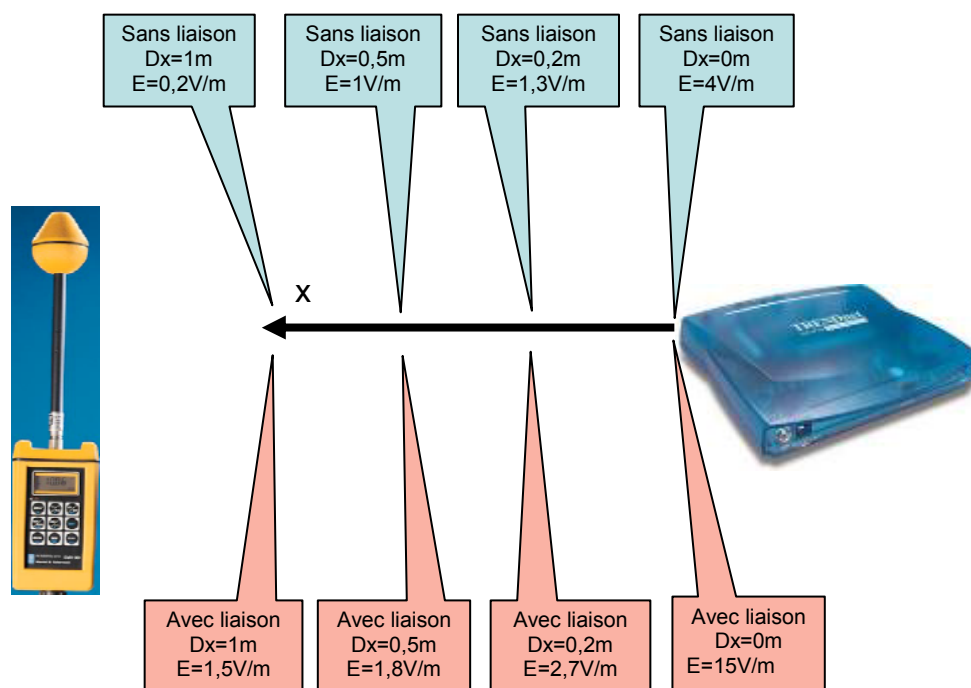 Sans liaison
Dx=1m
E=0,2V/m
Sans liaison
Dx=0,5m
E=1V/m
Sans liaison
Dx=0,2m
E=1,3V/m
Sans liaison
Dx=0m
E=4V/m
x
TRENDnet
Avec liaison
Dx=1m
E=1,5V/m
Avec liaison
Dx=0,5m
E=1,8V/m
Avec liaison
Dx=0,2m
E=2,7V/m
Avec liaison
Dx=0m
E=15V/m